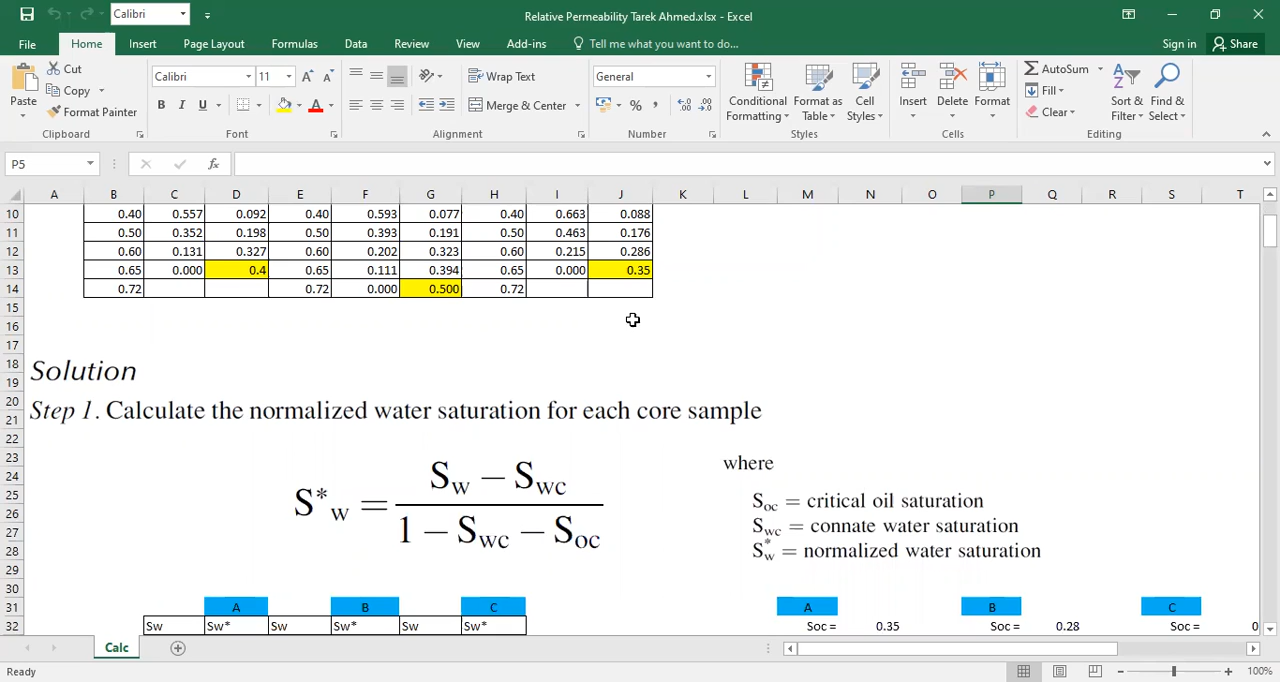 Calibri
Relative Permeability Tarek Ahmed.xlsx - Excel
File Home Insert Page Layout Formulas Data Review View Add-ins Tell me what you want to do... Sign in Share
Paste
Cut
Copy
Format Painter
Calibri 11
B I U
A A
Wrap Text
Merge & Center
General
% ,
Conditional Formatting
Format as Table
Cell Styles
Insert
Delete
Format
AutoSum
Fill
Clear
Sort & Filter
Find & Select
Clipboard Font Alignment Number Styles Cells Editing
P5 fx
A B C D E F G H I J K L M N O P Q R S T
10 0.40 0.557 0.092 0.40 0.593 0.077 0.40 0.663 0.088
11 0.50 0.352 0.198 0.50 0.393 0.191 0.50 0.463 0.176
12 0.60 0.131 0.327 0.60 0.202 0.323 0.60 0.215 0.286
13 0.65 0.000 0.4 0.65 0.111 0.394 0.65 0.000 0.35
14 0.72 0.72 0.000 0.500 0.72
15
16
17
18
Solution
19
20
Step 1. Calculate the normalized water saturation for each core sample
21
22
23
where
24
S*w = Sw − Swc / 1 − Swc − Soc
25
Soc = critical oil saturation
26
Swc = connate water saturation
27
S*w = normalized water saturation
28
29
30
31 A B C A B C
32 Sw Sw* Sw Sw* Sw Sw* Soc = 0.35 Soc = 0.28 Soc = 0
Calc
Ready 100%